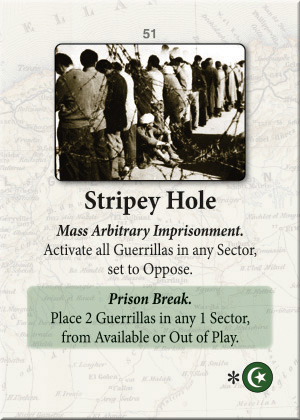 51
Stripey Hole
Mass Arbitrary Imprisonment.
Activate all Guerrillas in any Sector,
set to Oppose.
Prison Break.
Place 2 Guerrillas in any 1 Sector,
from Available or Out of Play.
*